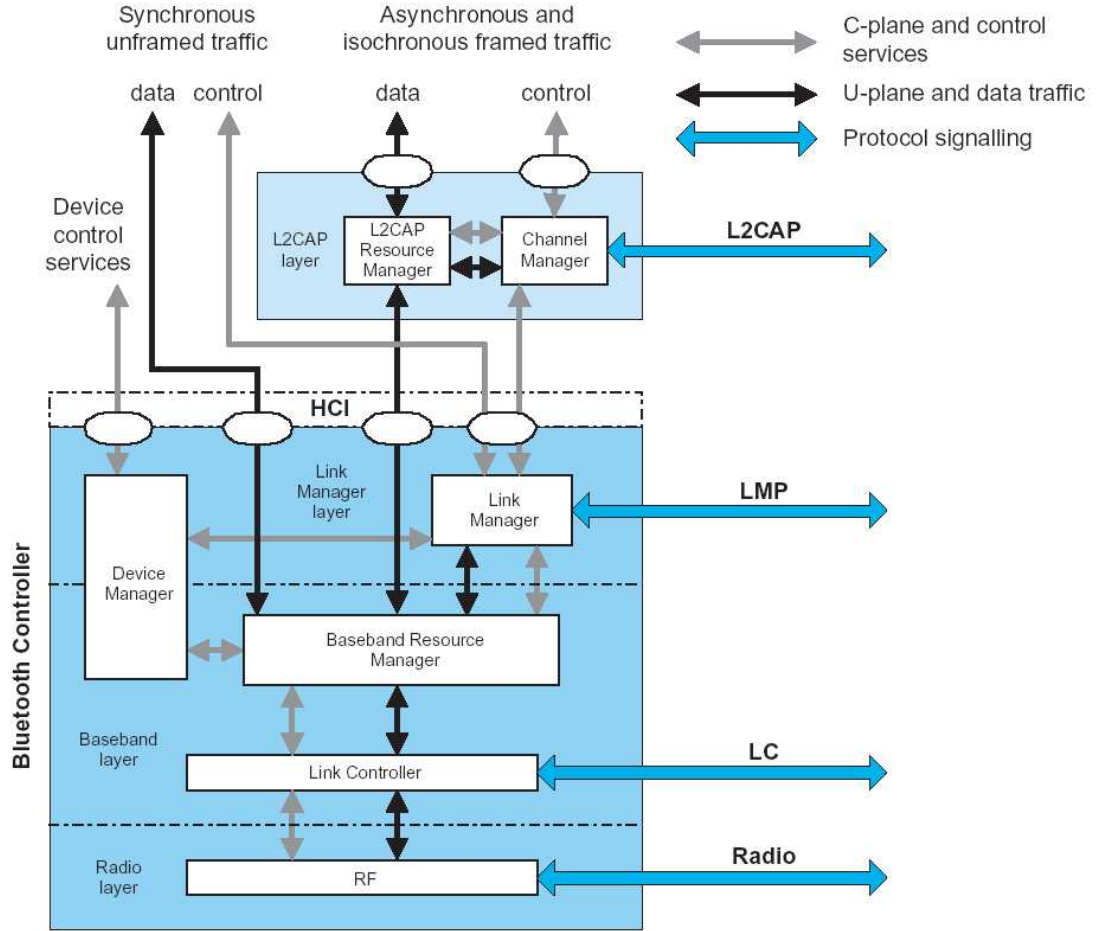 Synchronous
unframed traffic
Asynchronous and
isochronous framed traffic
C-plane and control
services
U-plane and data traffic
Protocol signalling
data
control
data
control
Device
control
services
L2CAP
layer
L2CAP
Resource
Manager
Channel
Manager
L2CAP
HCI
Link
Manager
layer
Link
Manager
LMP
Device
Manager
Baseband Resource
Manager
Bluetooth Controller
Baseband
layer
Link Controller
LC
Radio
layer
RF
Radio